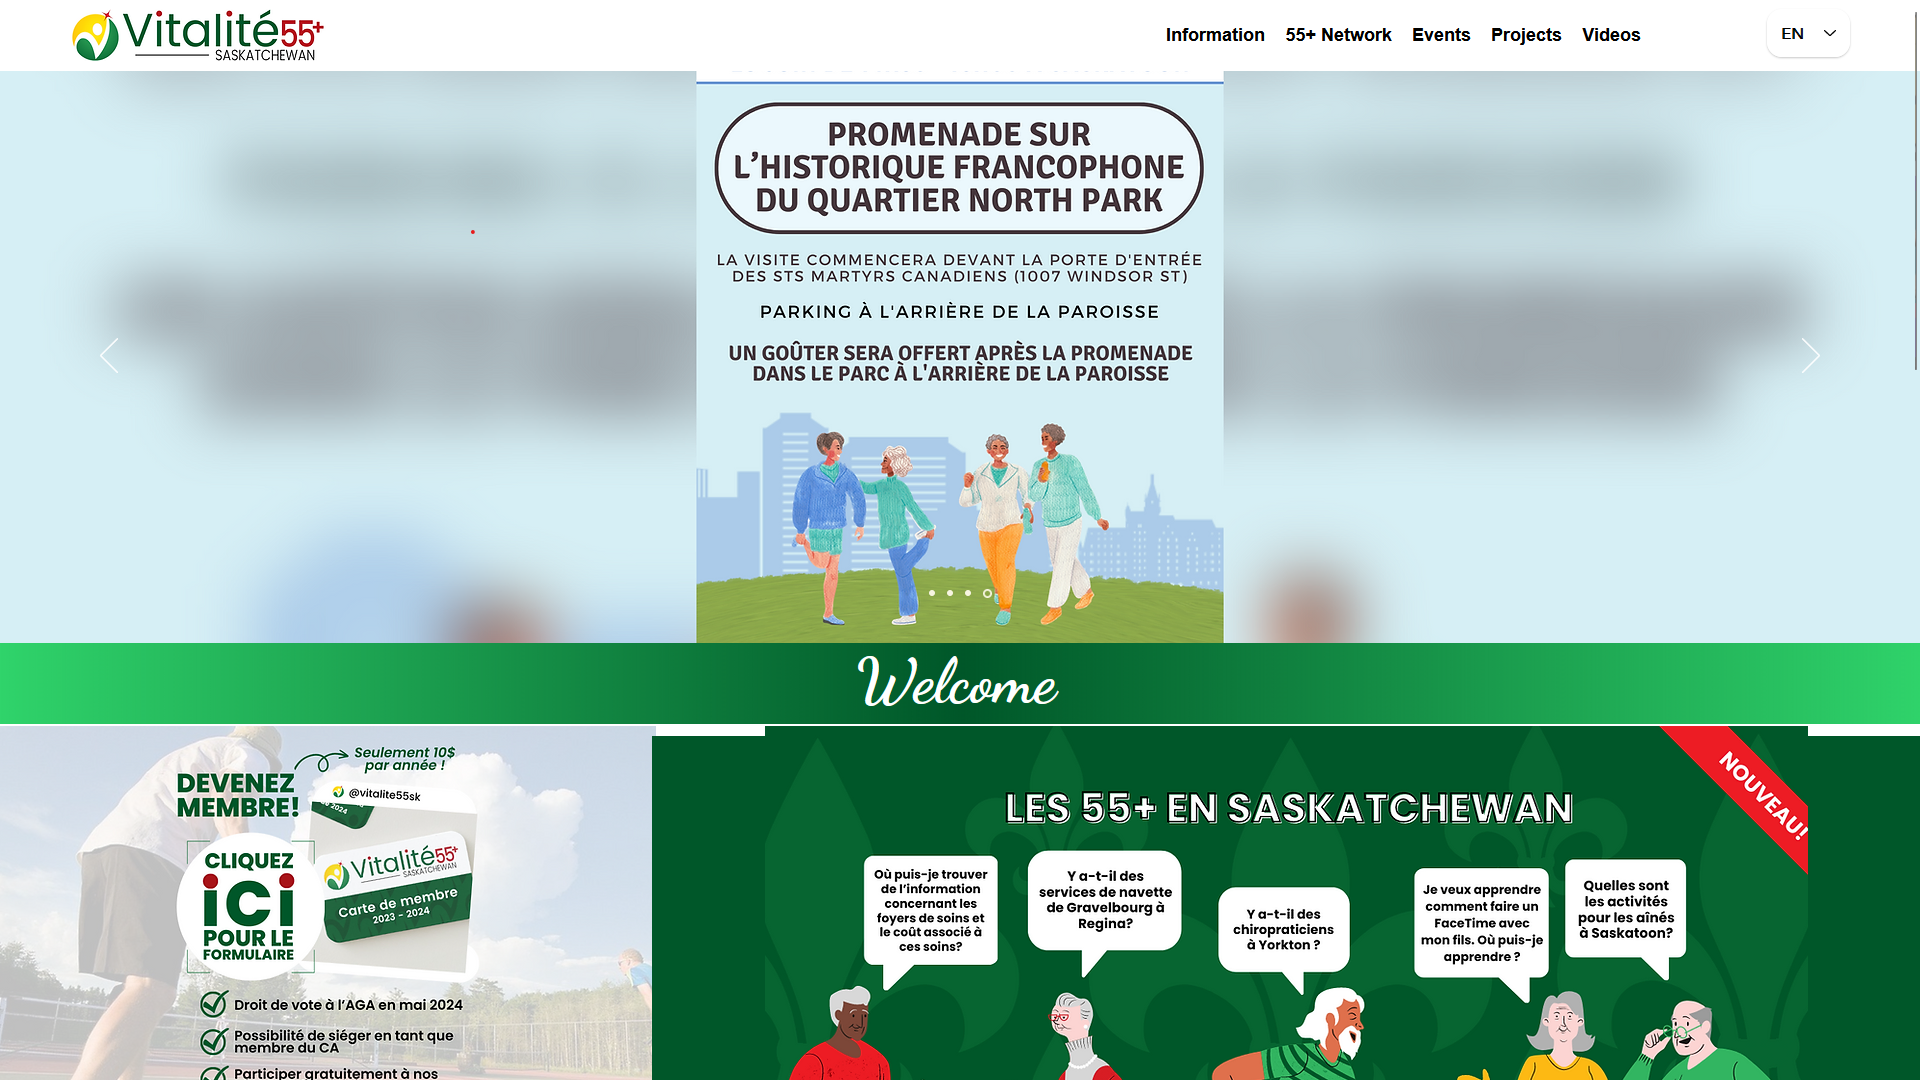 Vitalité 55+
SASKATCHEWAN
Information
55+ Network
Events
Projects
Videos
EN
PROMENADE SUR
L'HISTORIQUE FRANCOPHONE
DU QUARTIER NORTH PARK
LA VISITE COMMENCERA DEVANT LA PORTE D'ENTRÉE
DES STS MARTYRS CANADIENS (1007 WINDSOR ST)
PARKING À L'ARRIÈRE DE LA PAROISSE
UN GOÛTER SERA OFFERT APRÈS LA PROMENADE
DANS LE PARC À L'ARRIÈRE DE LA PAROISSE
Welcome
Seulement 10$
par année !
DEVENEZ
MEMBRE!
@vitalite55sk
2024
CLIQUEZ
iCi
POUR LE
FORMULAIRE
Vitalité 55+
SASKATCHEWAN
Carte de membre
2023 - 2024
Droit de vote à l'AGA en mai 2024
Possibilité de siéger en tant que
membre du CA
Participer gratuitement à nos
NOUVEAU!
LES 55+ EN SASKATCHEWAN
Où puis-je trouver
de l'information
concernant les
foyers de soins et
le coût associé à
ces soins?
Y a-t-il des
services de navette
de Gravelbourg à
Regina?
Y a-t-il des
chiropraticiens
à Yorkton ?
Je veux apprendre
comment faire un
FaceTime avec
mon fils. Où puis-je
apprendre ?
Quelles sont
les activités
pour les aînés
à Saskatoon?